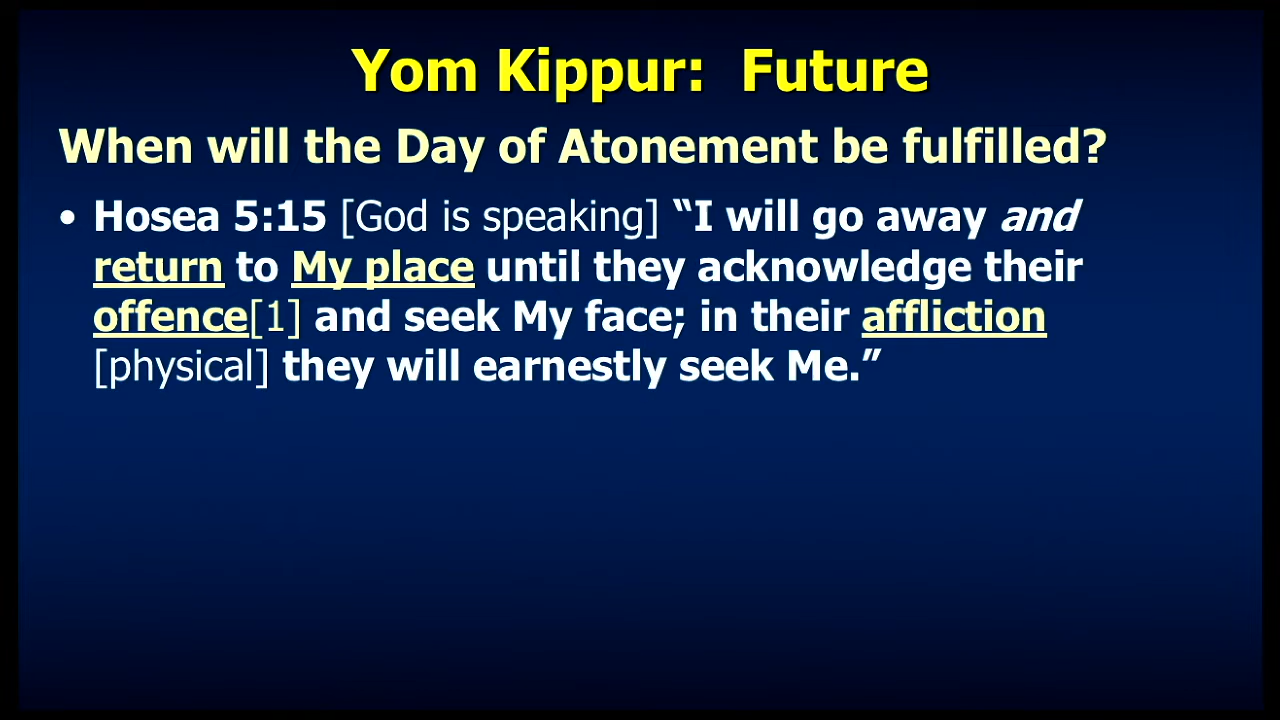 Yom Kippur: Future
When will the Day of Atonement be fulfilled?
• Hosea 5:15 [God is speaking] “I will go away and
return to My place until they acknowledge their
offence[1] and seek My face; in their affliction
[physical] they will earnestly seek Me.”